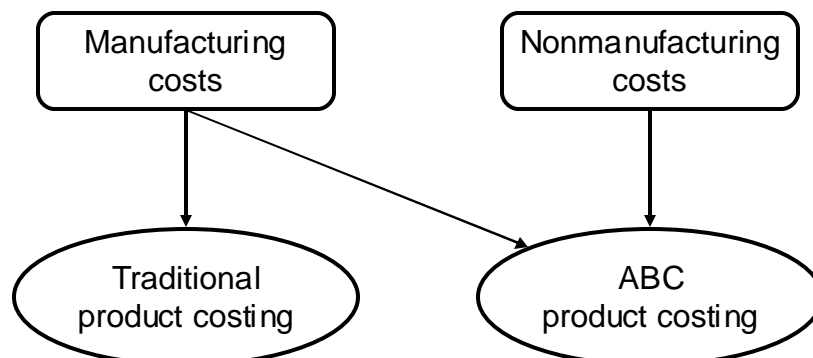 Manufacturing
costs
Nonmanufacturing
costs
Traditional
product costing
ABC
product costing